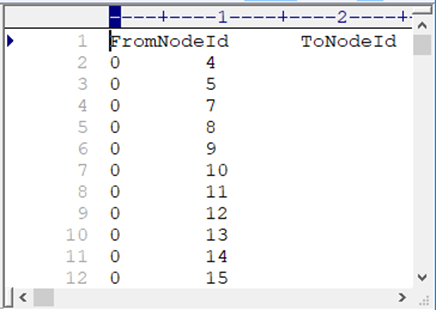 ----+----1----+----2----+-
1 FromNodeId ToNodeId
2 0 4
3 0 5
4 0 7
5 0 8
6 0 9
7 0 10
8 0 11
9 0 12
10 0 13
11 0 14
12 0 15